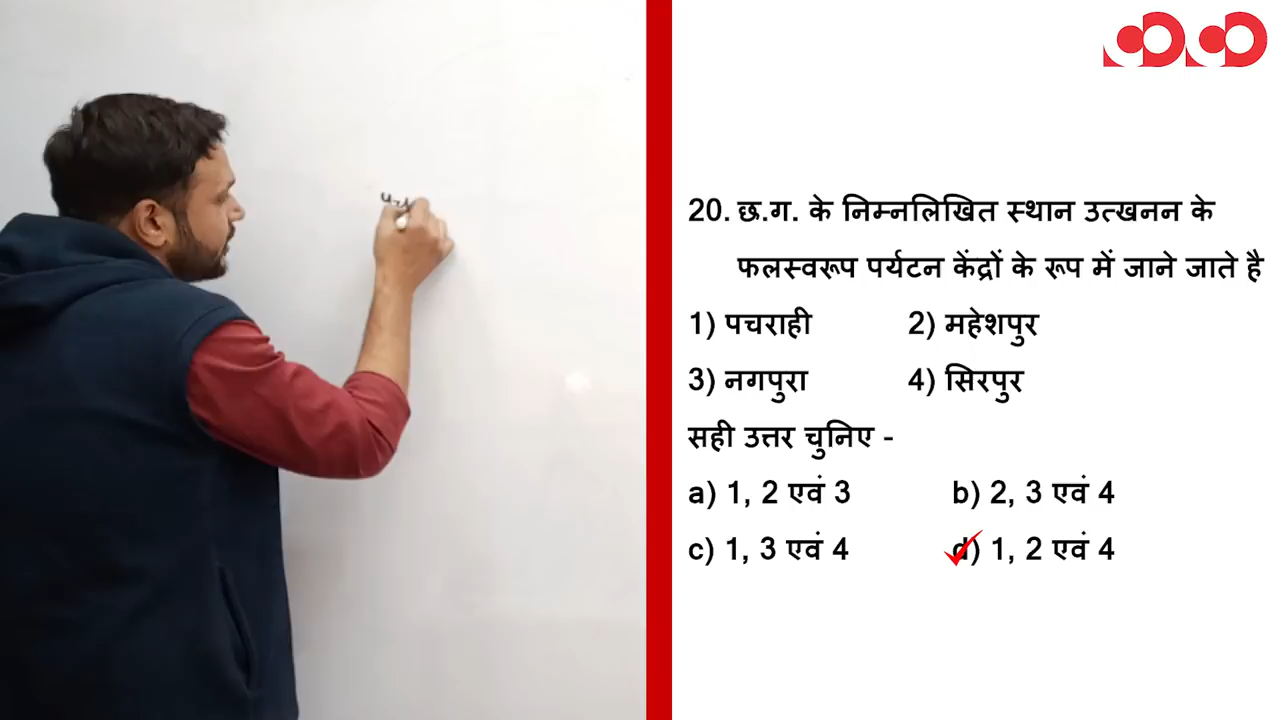 20. छ.ग. के निम्नलिखित स्थान उत्खनन के
फलस्वरूप पर्यटन केंद्रों के रूप में जाने जाते है
1) पचराही 2) महेशपुर
3) नगपुरा 4) सिरपुर
सही उत्तर चुनिए -
a) 1, 2 एवं 3 b) 2, 3 एवं 4
c) 1, 3 एवं 4 d) 1, 2 एवं 4